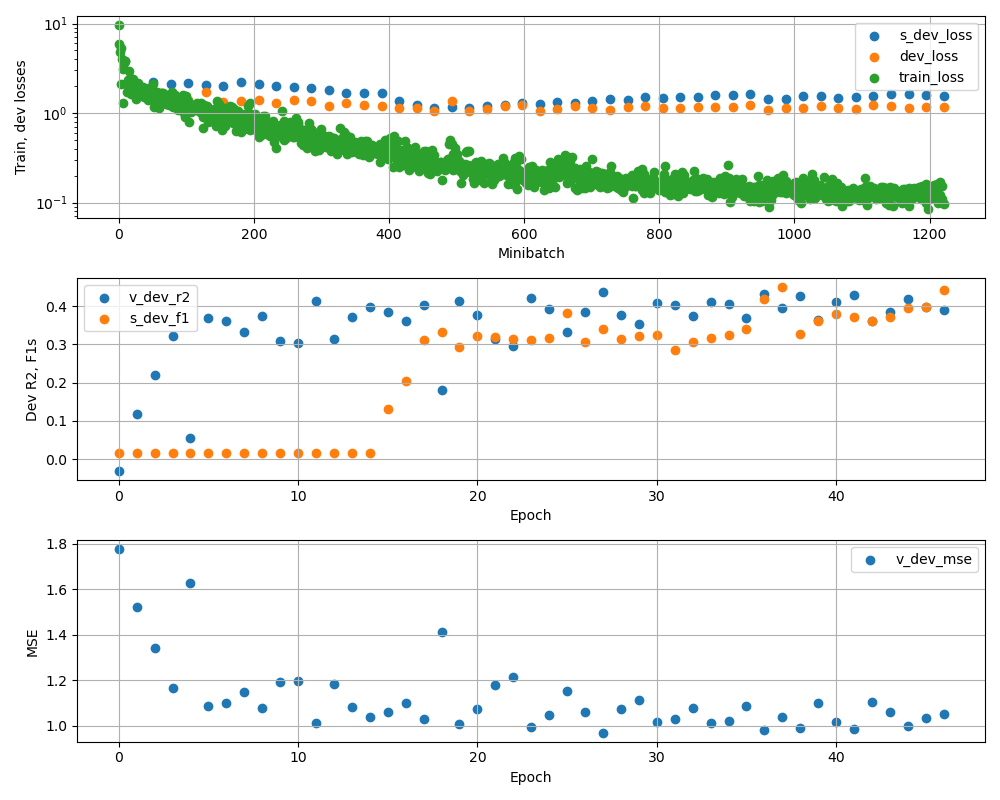 10¹
10⁰
10⁻¹
Train, dev losses
s_dev_loss
dev_loss
train_loss
0 200 400 600 800 1000 1200
Minibatch
0.4
0.3
0.2
0.1
0.0
Dev R2, F1s
v_dev_r2
s_dev_f1
0 10 20 30 40
Epoch
1.8
1.6
1.4
1.2
1.0
MSE
v_dev_mse
0 10 20 30 40
Epoch